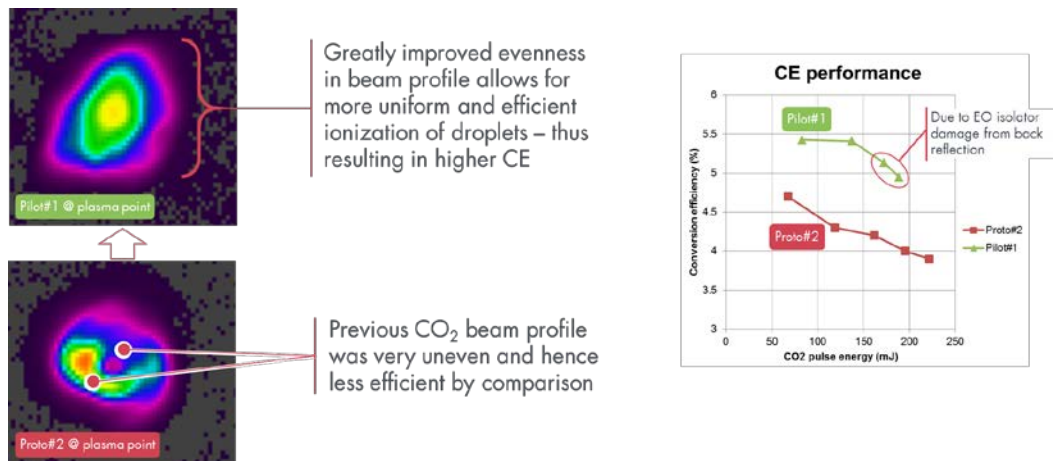 Greatly improved evenness
in beam profile allows for
more uniform and efficient
ionization of droplets – thus
resulting in higher CE
Pilot#1 @ plasma point
Previous CO₂ beam profile
was very uneven and hence
less efficient by comparison
Proto#2 @ plasma point
CE performance
Conversion efficiency (%)
6
5.5
5
4.5
4
3.5
3
Pilot#1
Due to EO isolator
damage from back
reflection
Proto#2
Proto#2
Pilot#1
0
50
100
150
200
250
CO2 pulse energy (mJ)